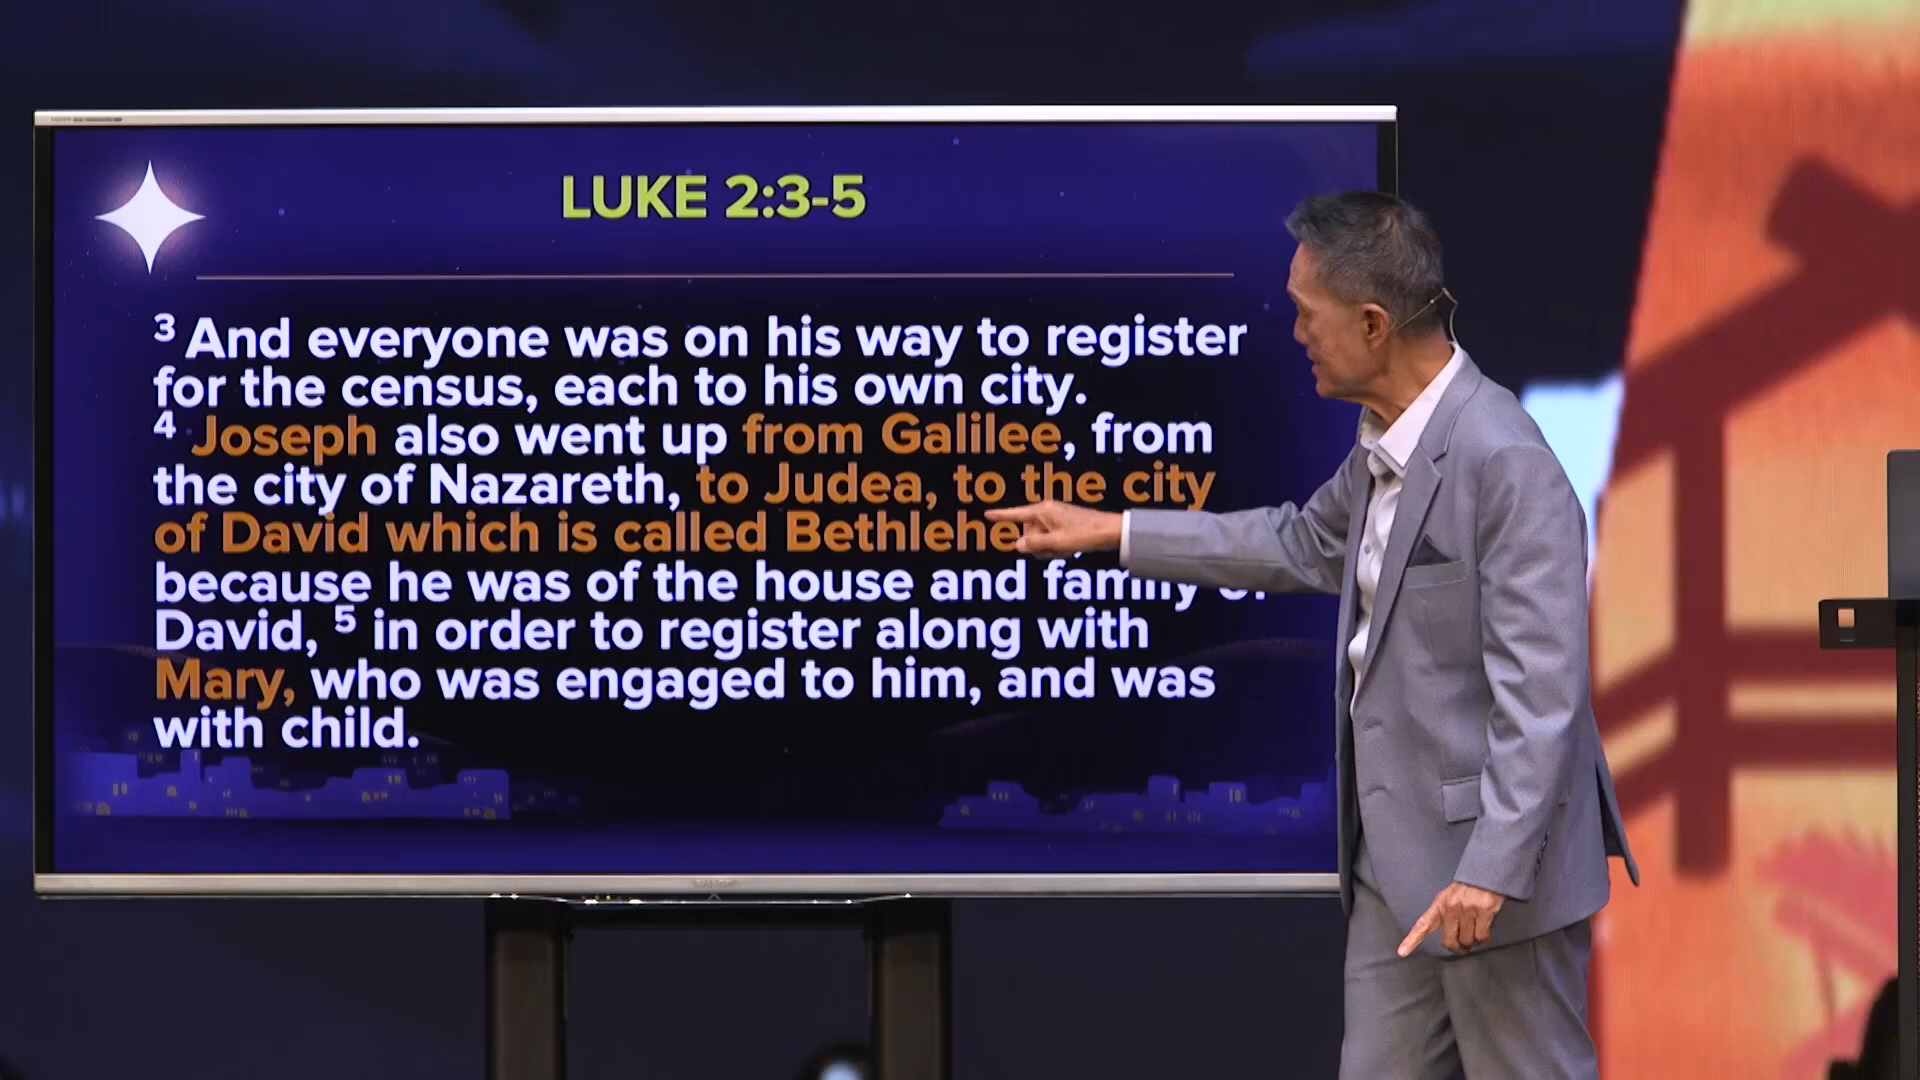 LUKE 2:3-5
3 And everyone was on his way to register
for the census, each to his own city.
4 Joseph also went up from Galilee, from
the city of Nazareth, to Judea, to the city
of David which is called Bethlehe
because he was of the house and family
David, 5 in order to register along with
Mary, who was engaged to him, and was
with child.